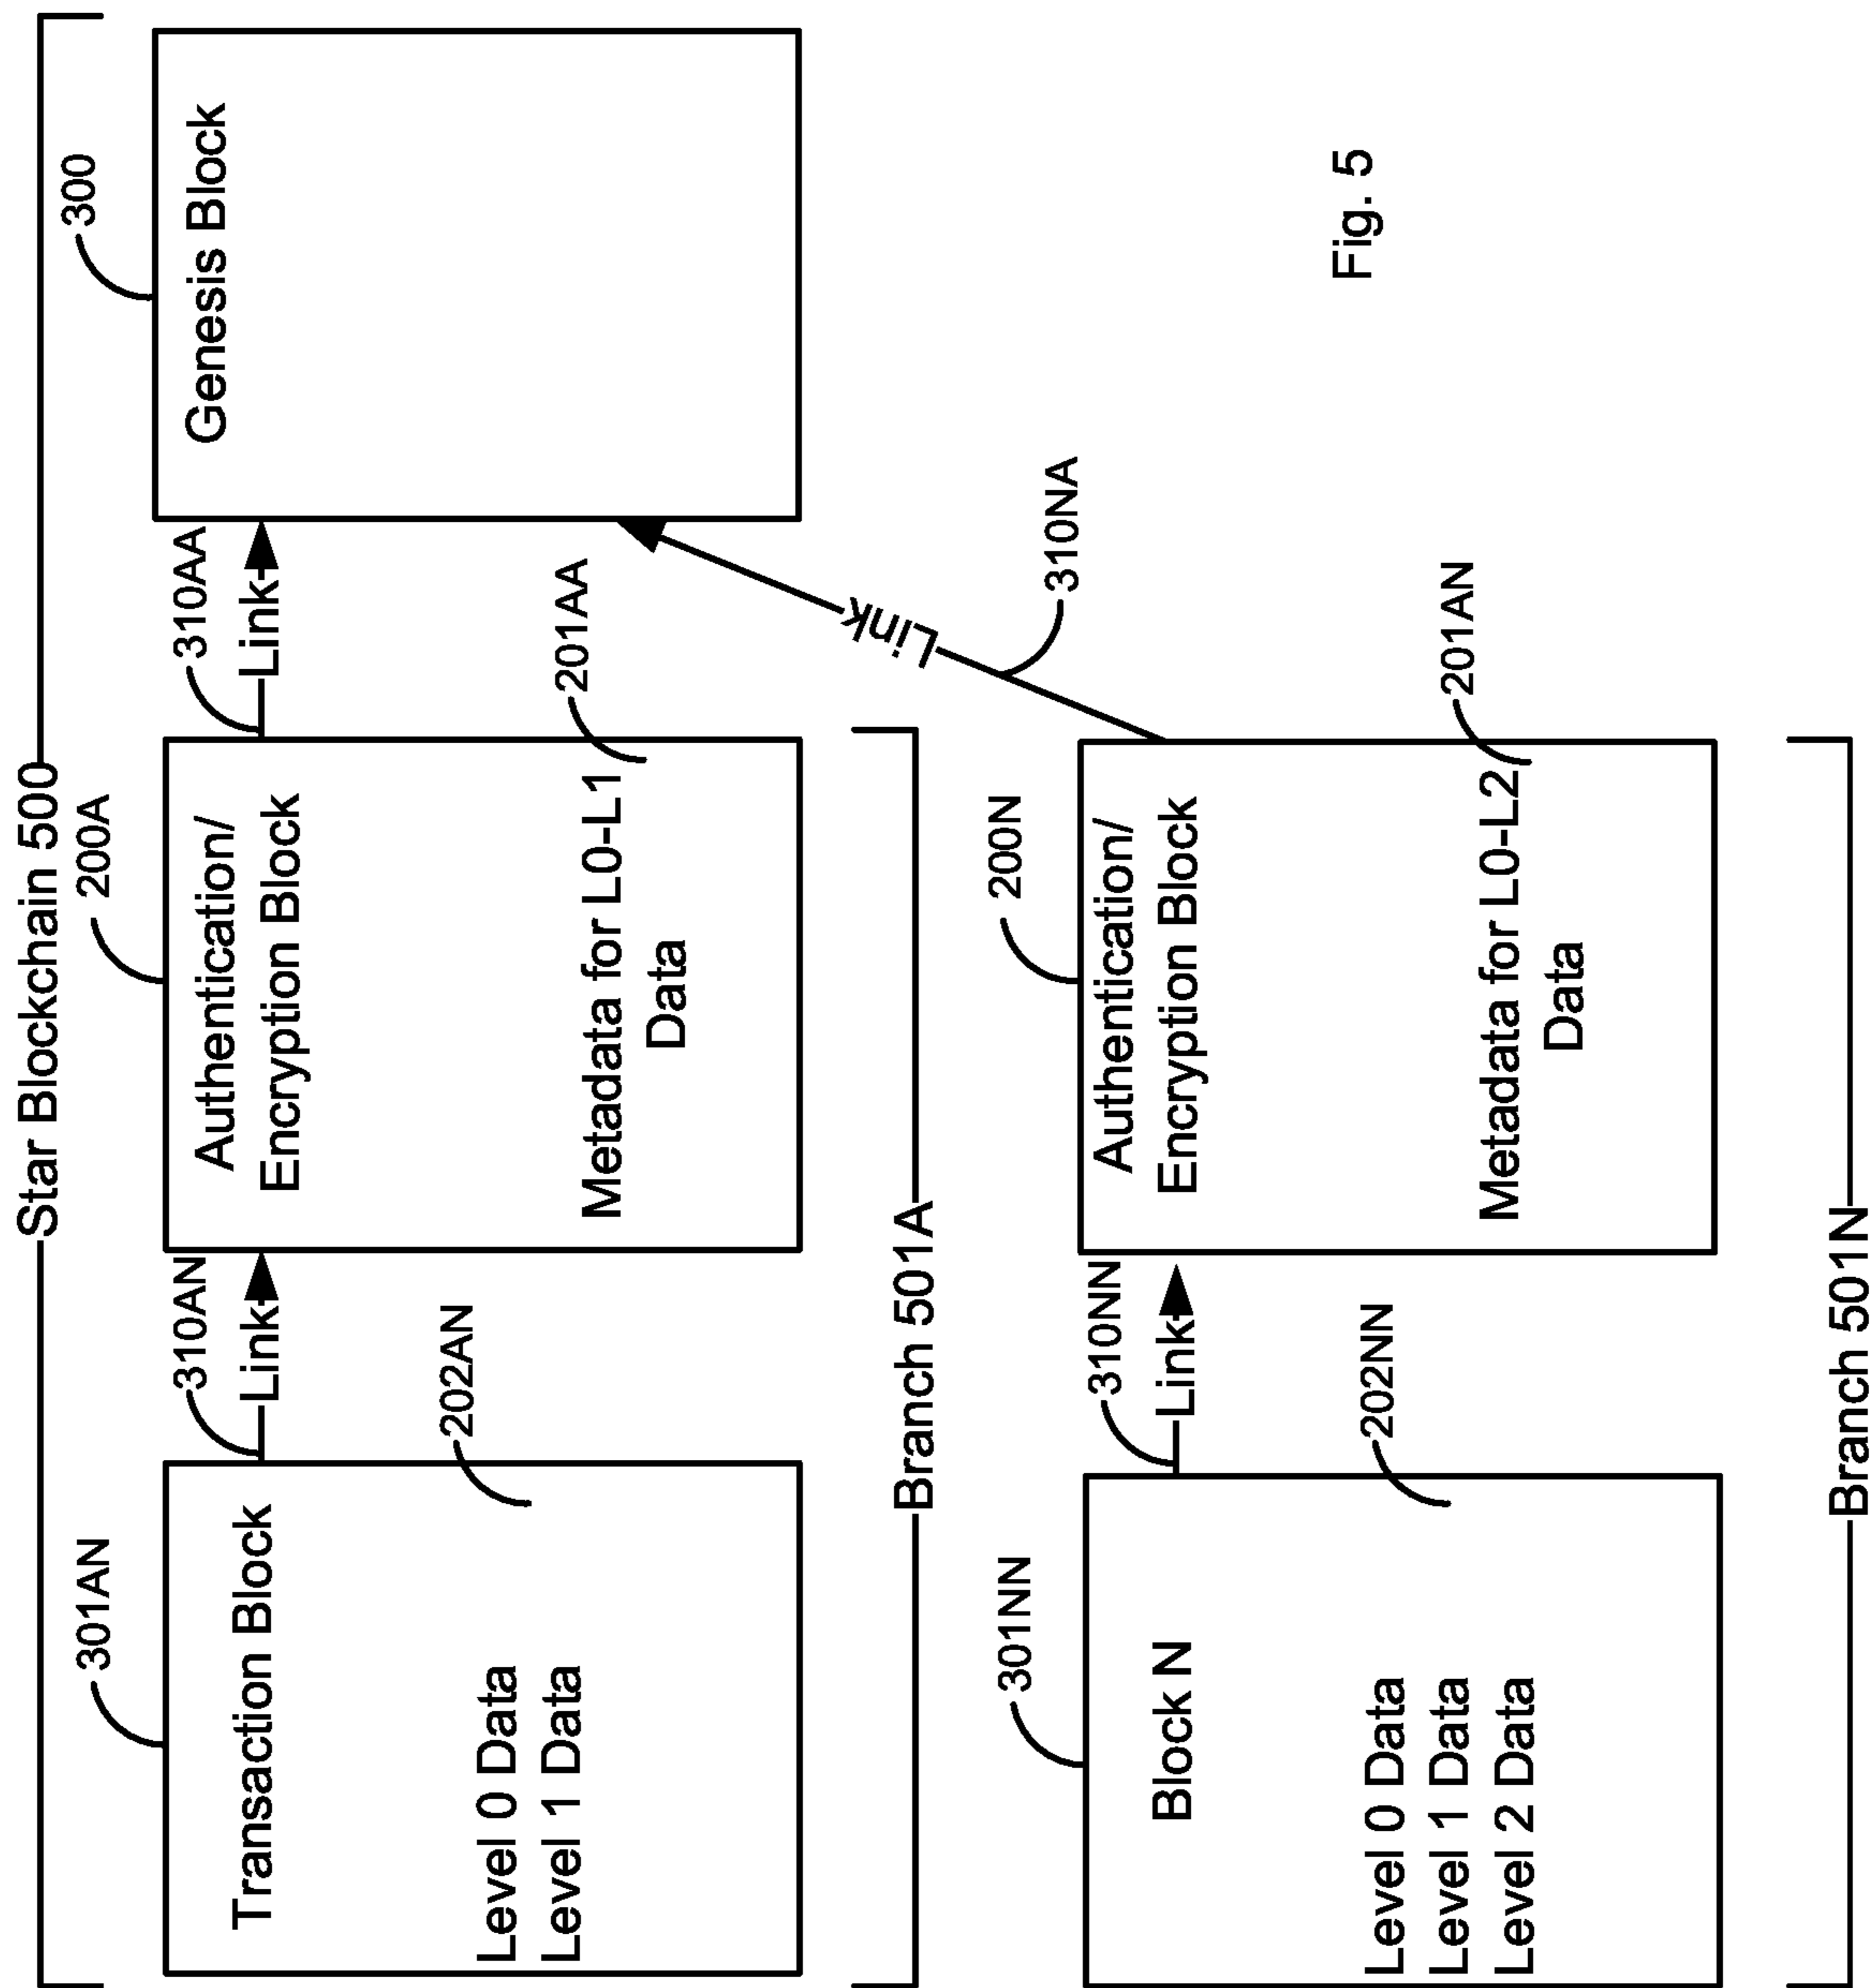 Star Blockchain 500
301AN
200A
300
Transaction Block
Level 0 Data
Level 1 Data
202AN
310AN
Link
Authentication/
Encryption Block
Metadata for L0-L1
Data
201AA
310AA
Link
Genesis Block
Branch 501A
301NN
200N
Block N
Level 0 Data
Level 1 Data
Level 2 Data
202NN
310NN
Link
Authentication/
Encryption Block
Metadata for L0-L2
Data
201AN
Link
310NA
Branch 501N
Fig. 5